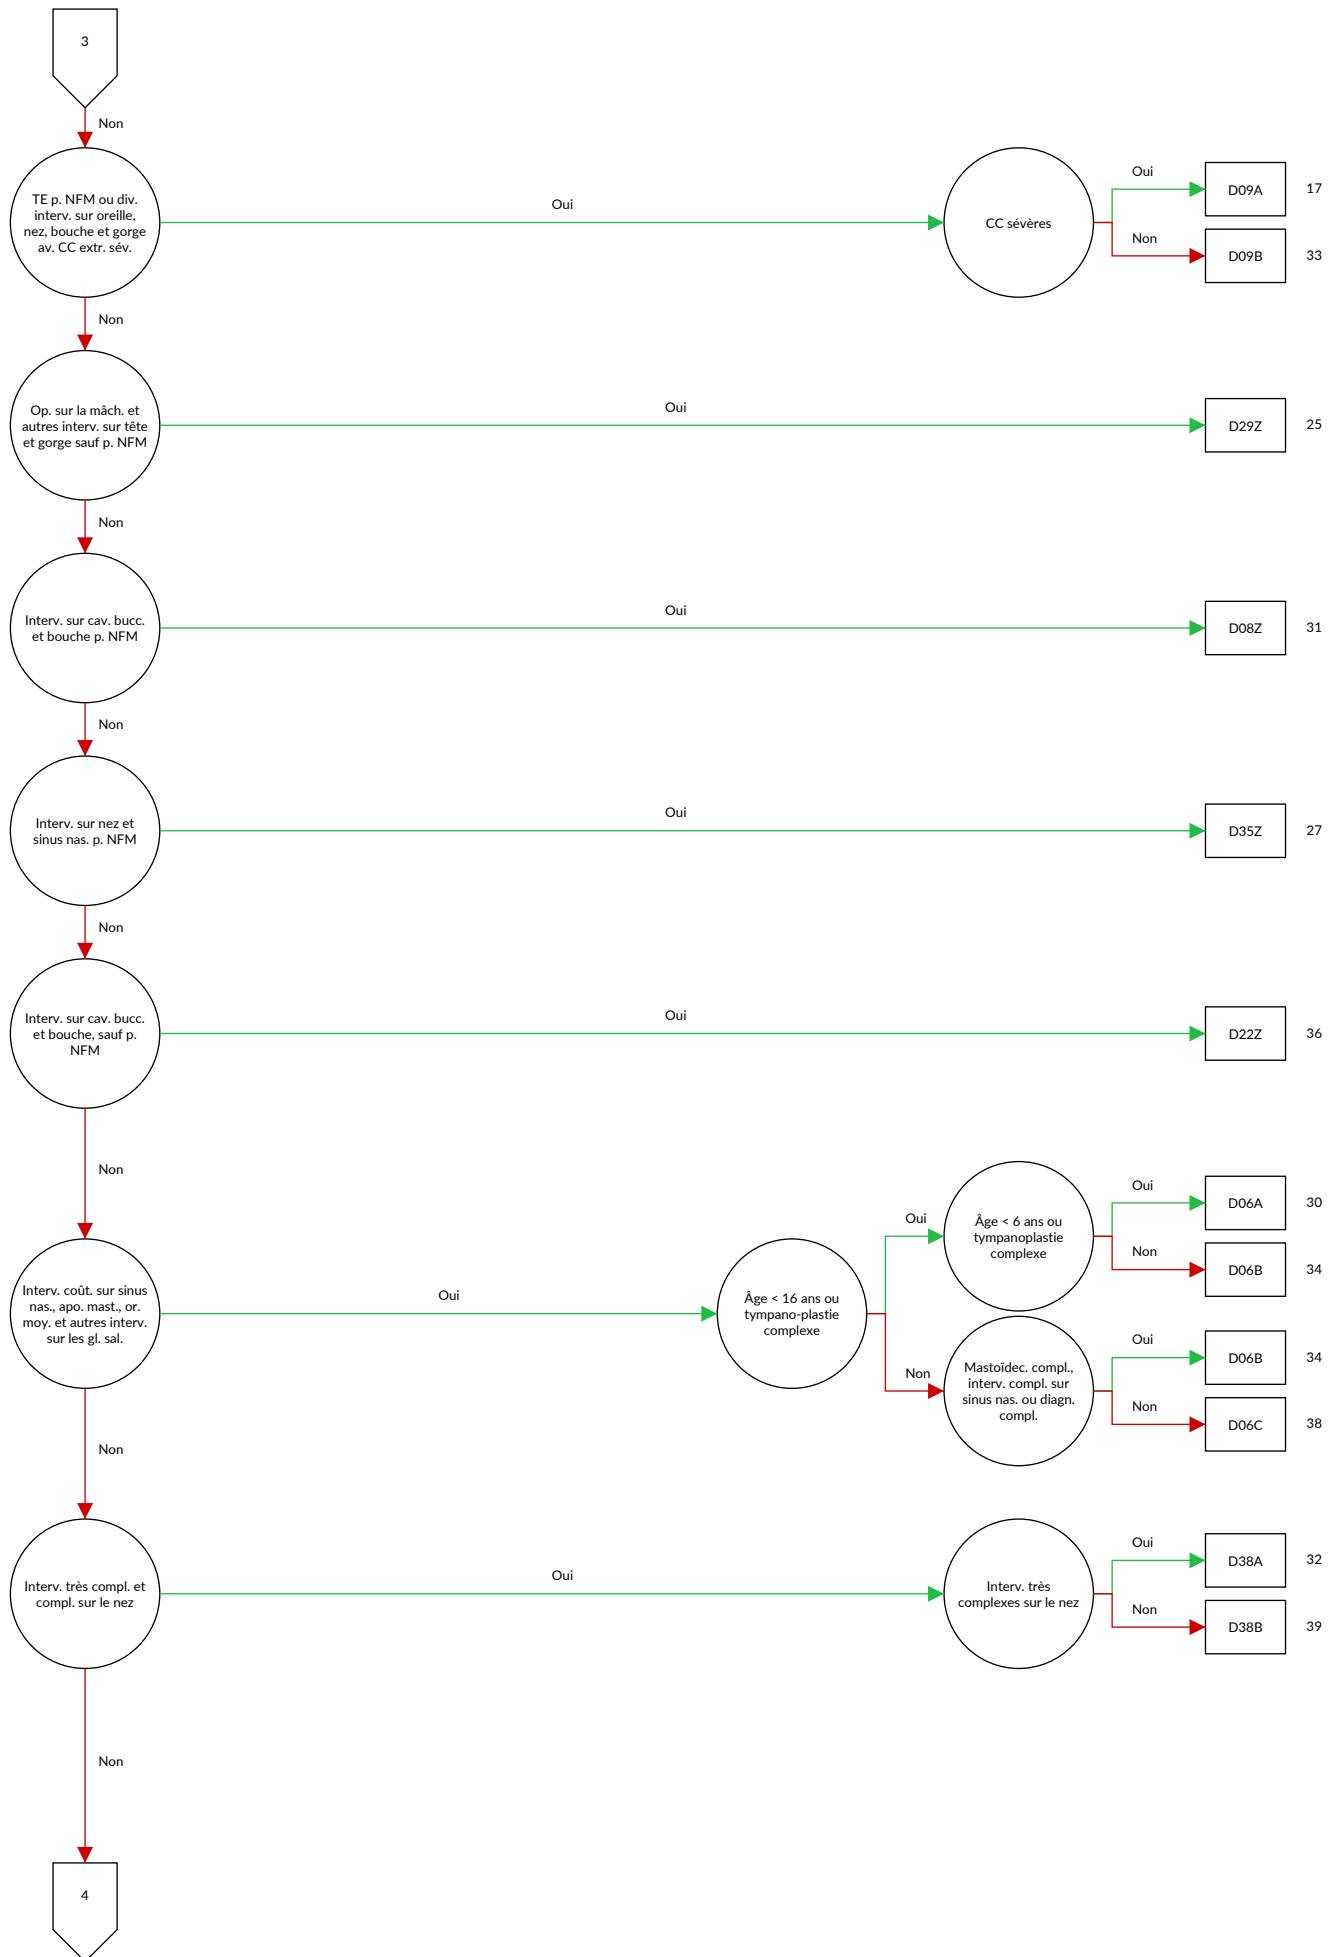 3
Non
TE p. NFM ou div.
interv. sur oreille,
nez, bouche et gorge
av. CC extr. sév.
Oui
CC sévères
Oui
D09A
17
Non
D09B
33
Non
Op. sur la mâch. et
autres interv. sur tête
et gorge sauf p. NFM
Oui
D29Z
25
Non
Interv. sur cav. bucc.
et bouche p. NFM
Oui
D08Z
31
Non
Interv. sur nez et
sinus nas. p. NFM
Oui
D35Z
27
Non
Interv. sur cav. bucc.
et bouche, sauf p.
NFM
Oui
D22Z
36
Non
Interv. coût. sur sinus
nas., apo. mast., or.
moy. et autres interv.
sur les gl. sal.
Oui
Âge < 16 ans ou
tympano-plastie
complexe
Oui
Âge < 6 ans ou
tympanoplastie
complexe
Oui
D06A
30
Non
D06B
34
Non
Mastoïdec. compl.,
interv. compl. sur
sinus nas. ou diagn.
compl.
Oui
D06B
34
Non
D06C
38
Non
Interv. très compl. et
compl. sur le nez
Oui
Interv. très
complexes sur le nez
Oui
D38A
32
Non
D38B
39
Non
4